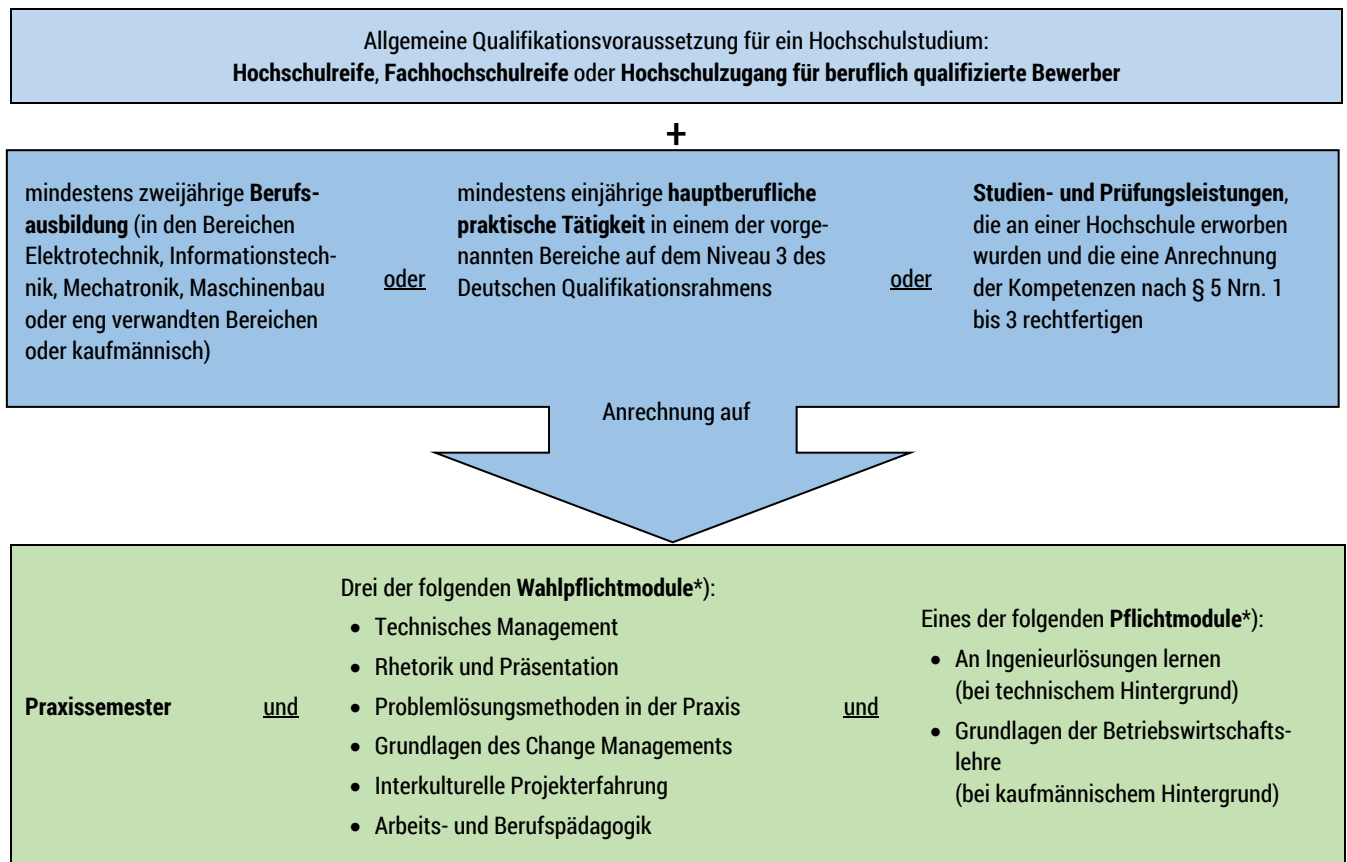 Allgemeine Qualifikationsvoraussetzung für ein Hochschulstudium:
Hochschulreife, Fachhochschulreife oder Hochschulzugang für beruflich qualifizierte Bewerber
+
mindestens zweijährige Berufs-
ausbildung (in den Bereichen
Elektrotechnik, Informationstech-
nik, Mechatronik, Maschinenbau
oder eng verwandten Bereichen
oder kaufmännisch)
oder
mindestens einjährige hauptberufliche
praktische Tätigkeit in einem der vorge-
nannten Bereiche auf dem Niveau 3 des
Deutschen Qualifikationsrahmens
oder
Studien- und Prüfungsleistungen,
die an einer Hochschule erworben
wurden und die eine Anrechnung
der Kompetenzen nach § 5 Nrn. 1
bis 3 rechtfertigen
Anrechnung auf
Praxissemester
und
Drei der folgenden Wahlpflichtmodule*):
• Technisches Management
• Rhetorik und Präsentation
• Problemlösungsmethoden in der Praxis
• Grundlagen des Change Managements
• Interkulturelle Projekterfahrung
• Arbeits- und Berufspädagogik
und
Eines der folgenden Pflichtmodule*):
• An Ingenieurlösungen lernen
(bei technischem Hintergrund)
• Grundlagen der Betriebswirtschafts-
lehre
(bei kaufmännischem Hintergrund)